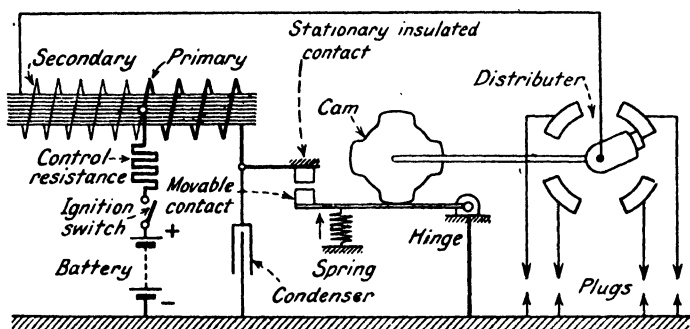 Secondary
Primary
Stationary insulated
contact
Distributer
Cam
Control-
resistance
Movable
contact
Ignition
switch
+
Hinge
Battery
Spring
Plugs
Condenser
-